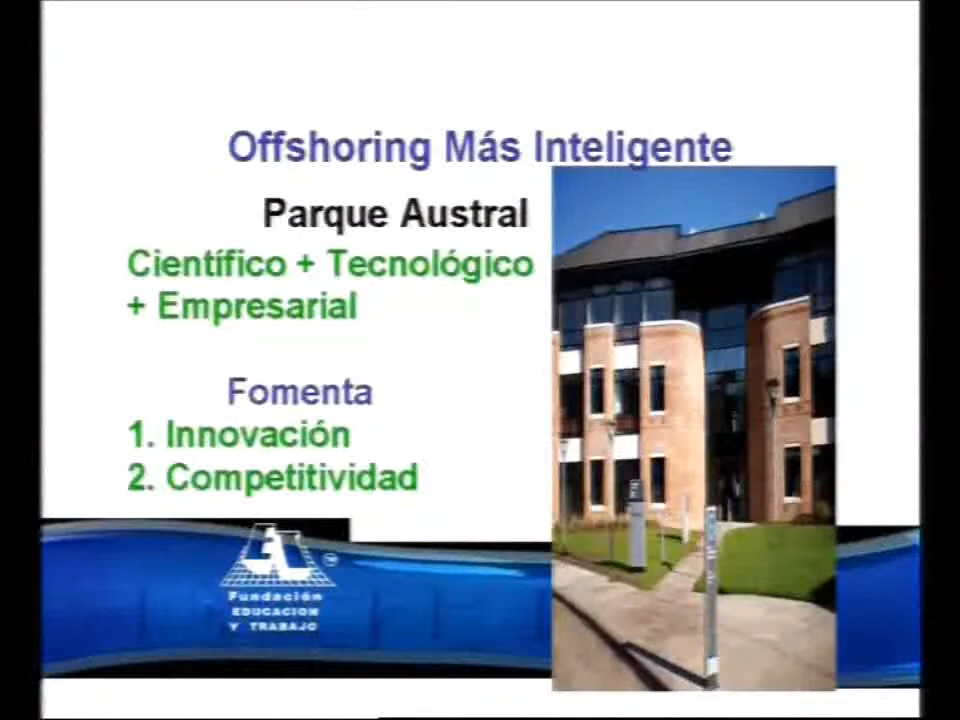 Offshoring Más Inteligente
Parque Austral
Científico + Tecnológico
+ Empresarial
Fomenta
1. Innovación
2. Competitividad
Fundación
EDUCACION
Y TRABAJO